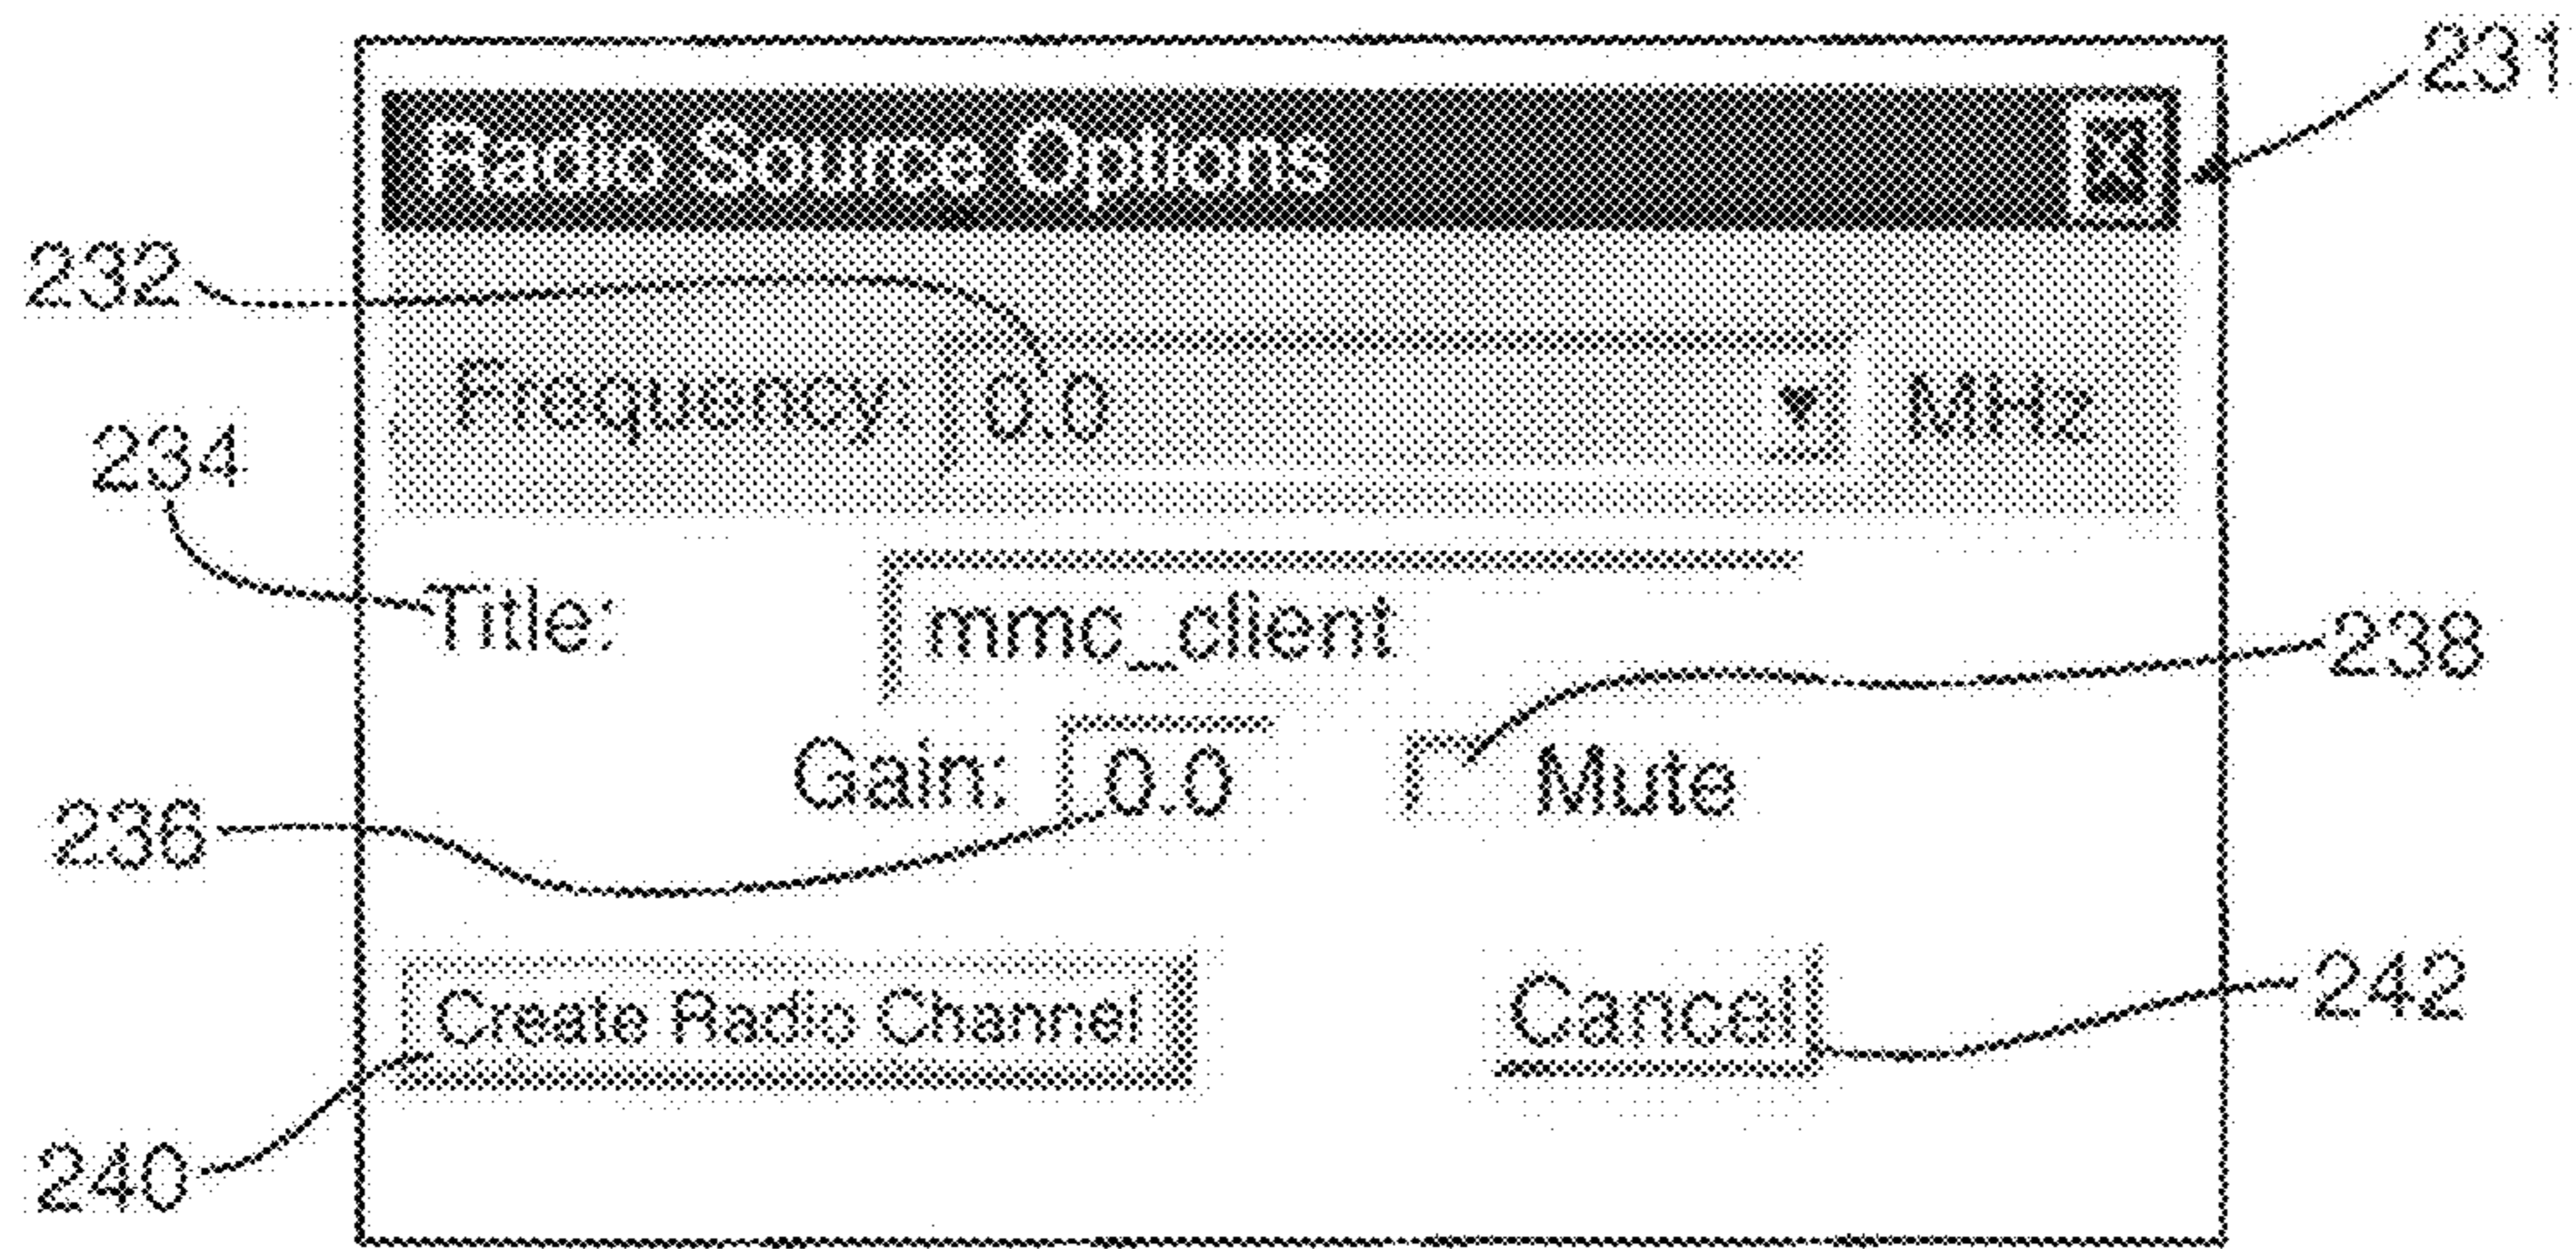 231
Radio Source Options X
232
Frequency: 0.0 MHz
234
Title: mmc_client
238
Gain: 0.0 Mute
236
Create Radio Channel Cancel
242
240